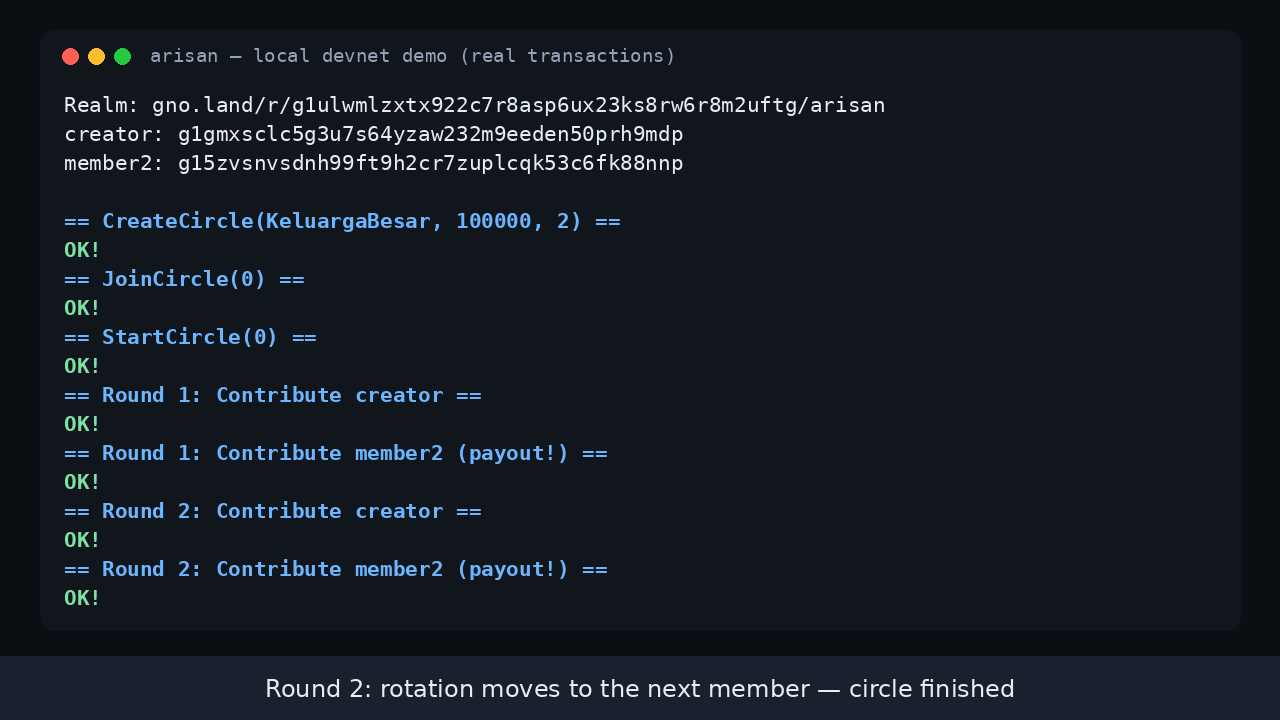 arisan — local devnet demo (real transactions)
Realm: gno.land/r/g1ulwmlzxtx922c7r8asp6ux23ks8rw6r8m2uftg/arisan
creator: g1gmxsclc5g3u7s64yzaw232m9eeden50prh9mdp
member2: g15zvsnvsdnh99ft9h2cr7zuplcqk53c6fk88nnp
== CreateCircle(KeluargaBesar, 100000, 2) ==
OK!
== JoinCircle(0) ==
OK!
== StartCircle(0) ==
OK!
== Round 1: Contribute creator ==
OK!
== Round 1: Contribute member2 (payout!) ==
OK!
== Round 2: Contribute creator ==
OK!
== Round 2: Contribute member2 (payout!) ==
OK!
Round 2: rotation moves to the next member — circle finished